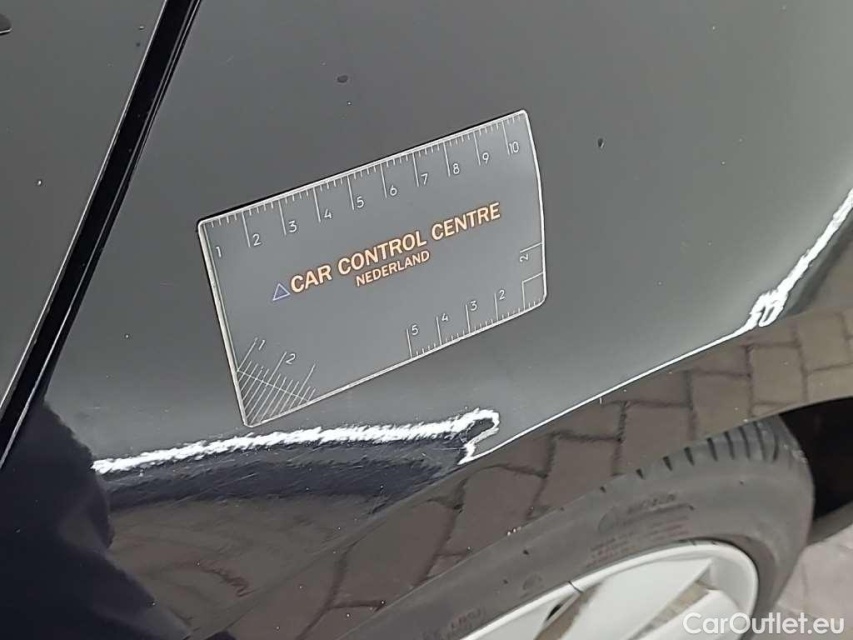 1 2 3 4 5 6 7 8 9 10
CAR CONTROL CENTRE
NEDERLAND
2
5 4 3 2
1
2
CarOutlet.eu